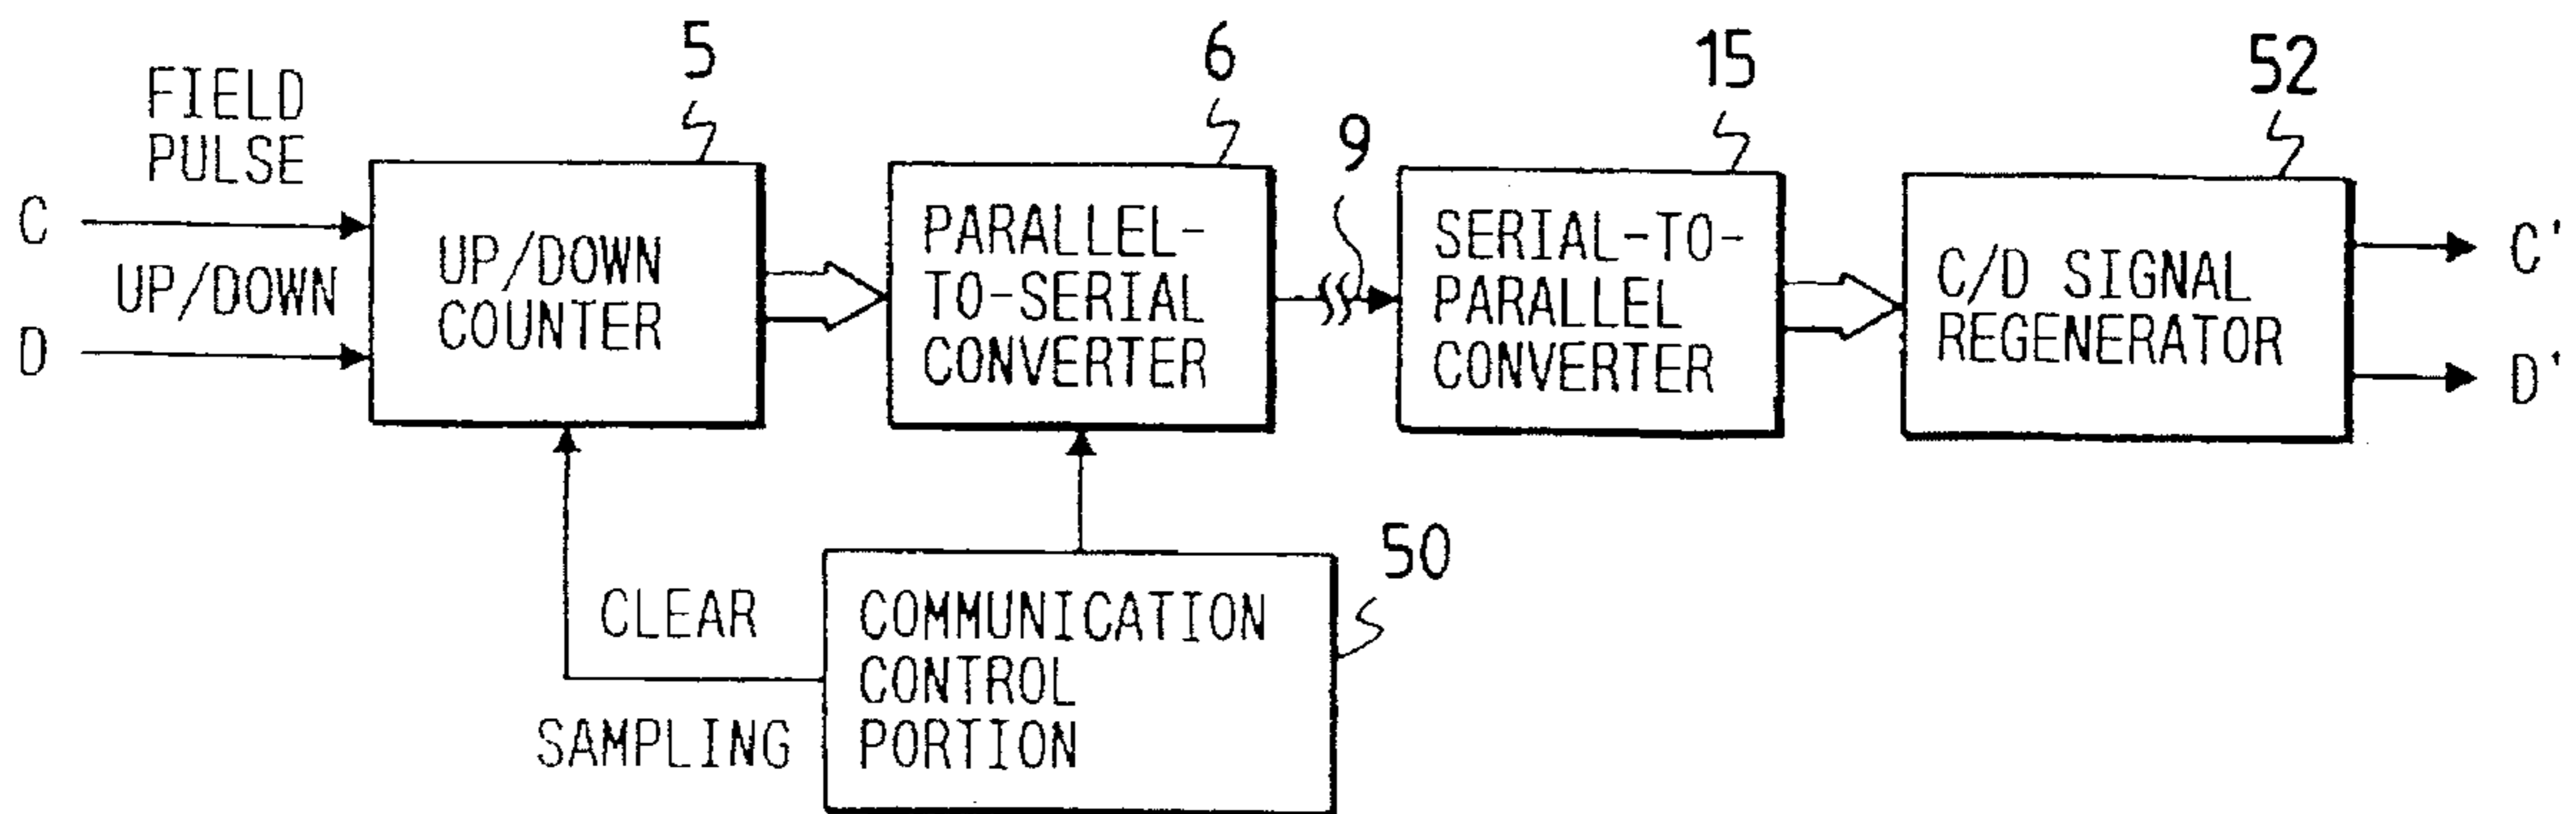 5
6
15
52
9
FIELD
PULSE
C
UP/DOWN
D
UP/DOWN
COUNTER
PARALLEL-
TO-SERIAL
CONVERTER
SERIAL-TO-
PARALLEL
CONVERTER
C/D SIGNAL
REGENERATOR
C'
D'
50
CLEAR
SAMPLING
COMMUNICATION
CONTROL
PORTION